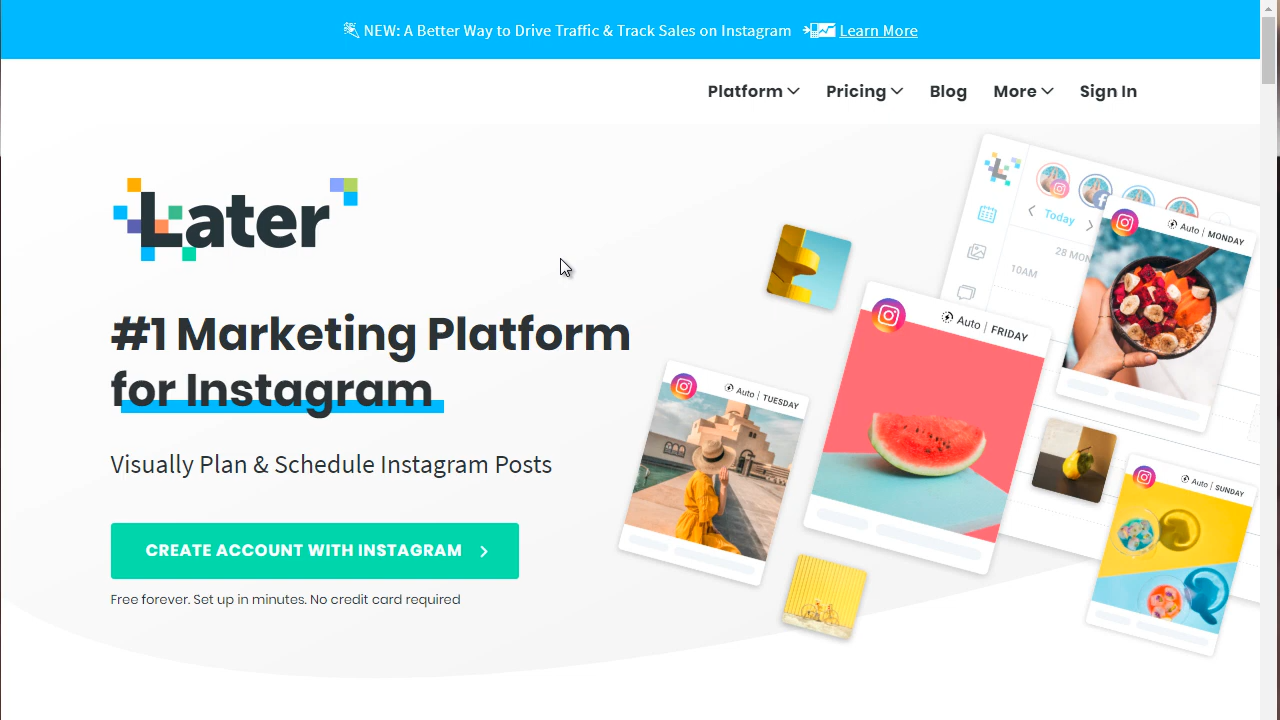 NEW: A Better Way to Drive Traffic & Track Sales on Instagram Learn More
Platform Pricing Blog More Sign In
Later
#1 Marketing Platform
for Instagram
Visually Plan & Schedule Instagram Posts
CREATE ACCOUNT WITH INSTAGRAM
Free forever. Set up in minutes. No credit card required
Today
28 MON
10AM
Auto | MONDAY
Auto | FRIDAY
Auto | TUESDAY
Auto | SUNDAY